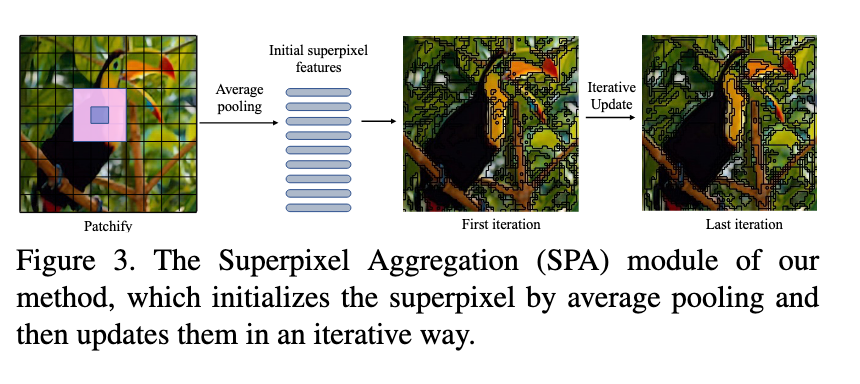 Initial superpixel
features
Average
pooling
Iterative
Update
Patchify
First iteration
Last iteration
Figure 3. The Superpixel Aggregation (SPA) module of our
method, which initializes the superpixel by average pooling and
then updates them in an iterative way.